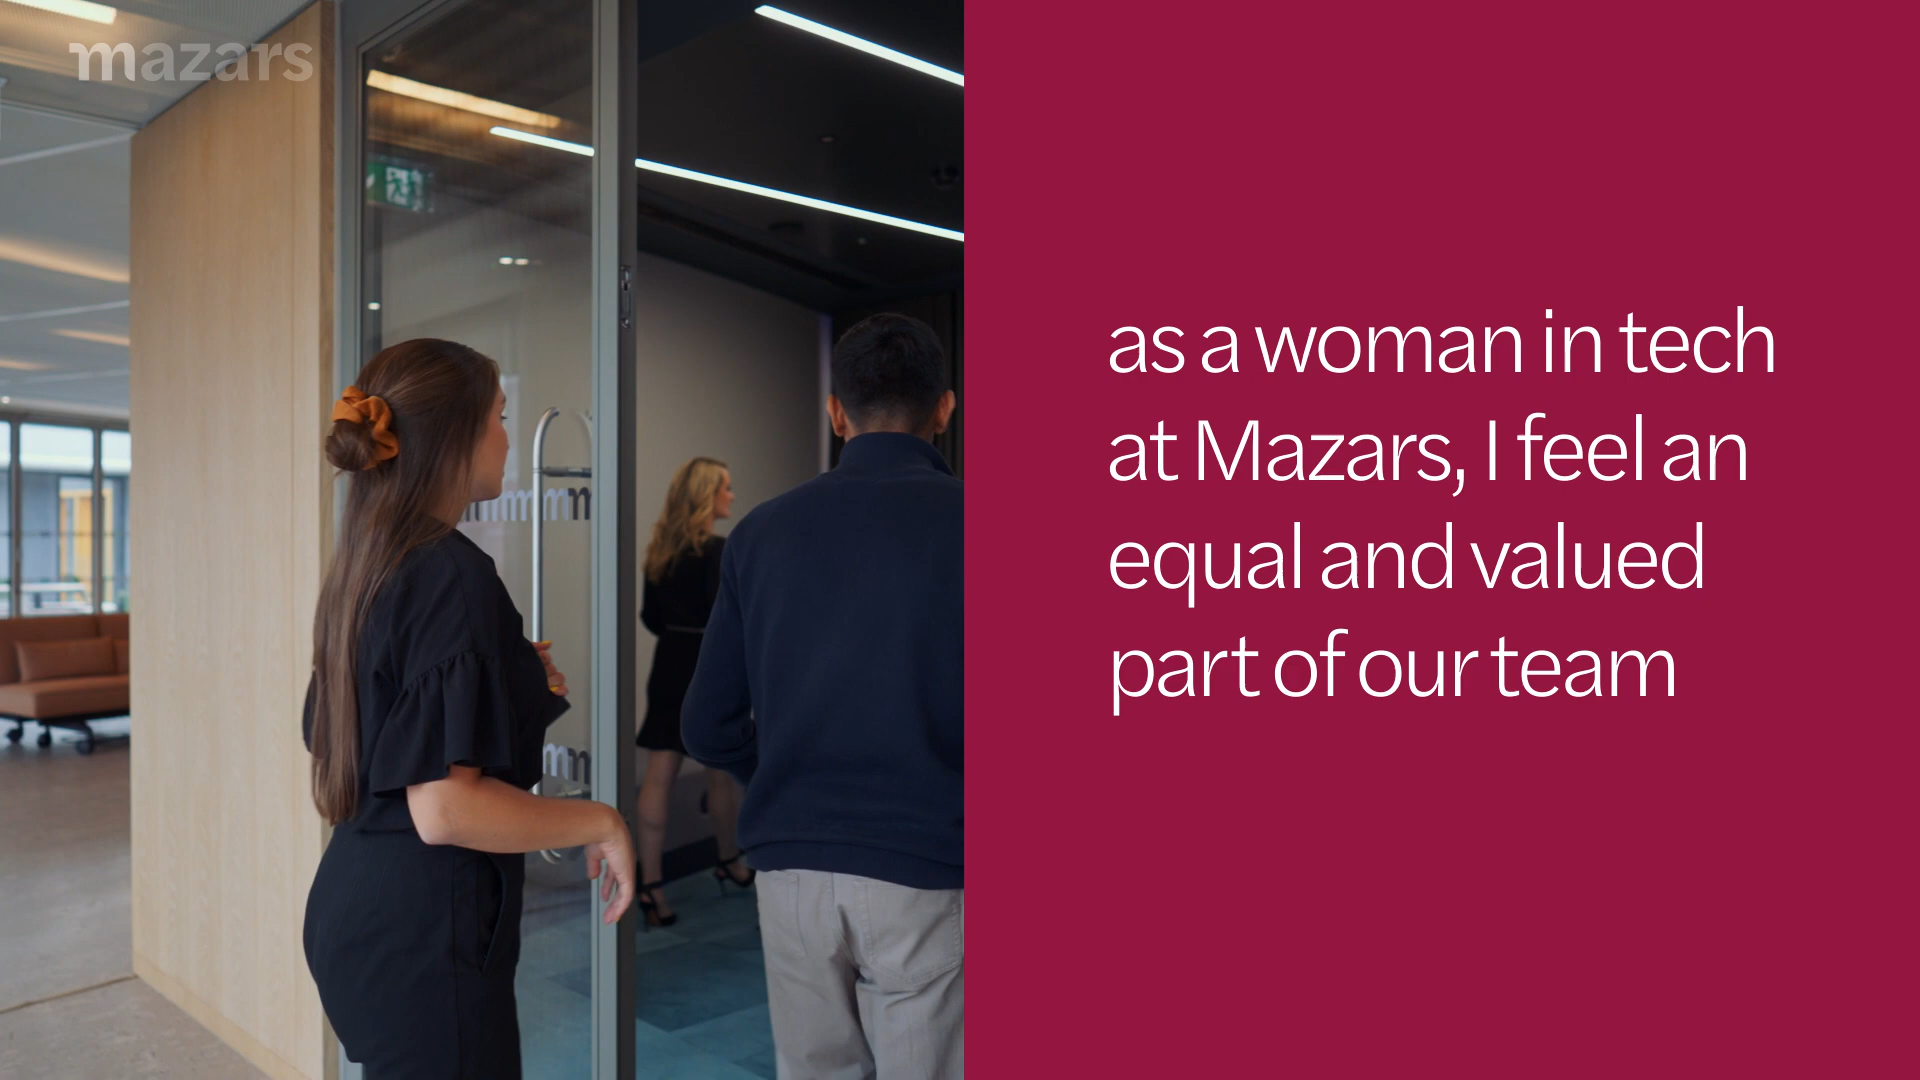 mazars
as a woman in tech
at Mazars, I feel an
equal and valued
part of our team